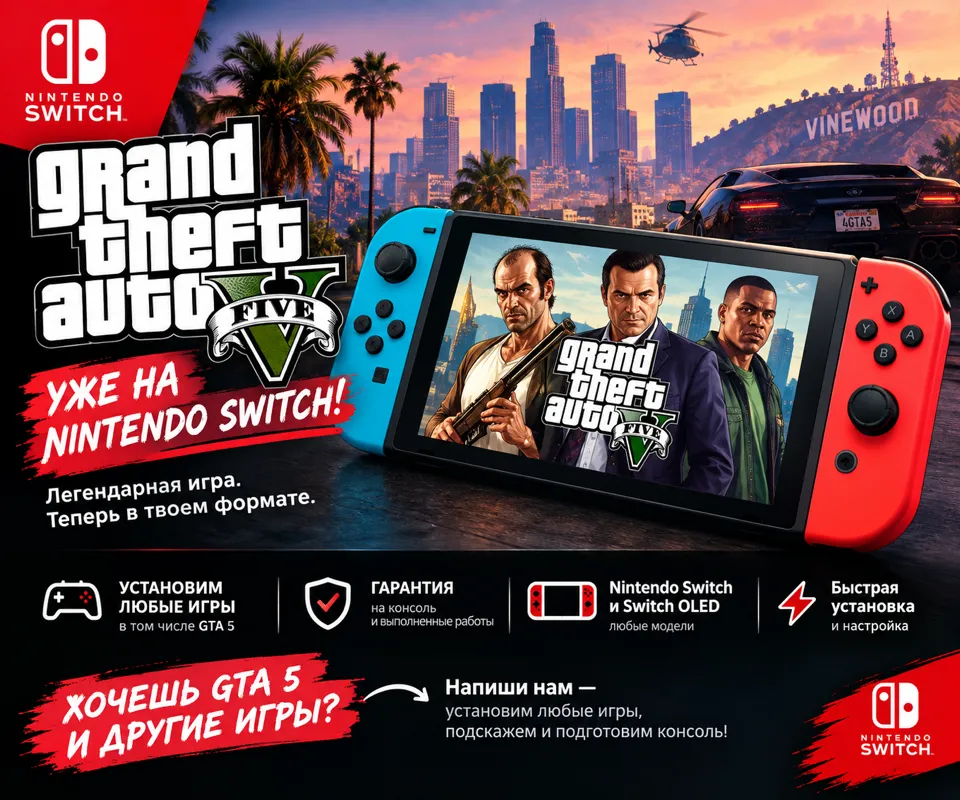 NINTENDO
SWITCH™
VINEWOOD
4GTA5
grand
theft
auto
FIVE
grand
theft
auto
FIVE
X
Y
A
B
УЖЕ НА
NINTENDO SWITCH!
Легендарная игра.
Теперь в твоем формате.
УСТАНОВИМ
ЛЮБЫЕ ИГРЫ
в том числе GTA 5
ГАРАНТИЯ
на консоль
и выполненные работы
Nintendo Switch
и Switch OLED
любые модели
Быстрая
установка
и настройка
ХОЧЕШЬ GTA 5
И ДРУГИЕ ИГРЫ?
Напиши нам —
установим любые игры,
подскажем и подготовим консоль!
NINTENDO
SWITCH™